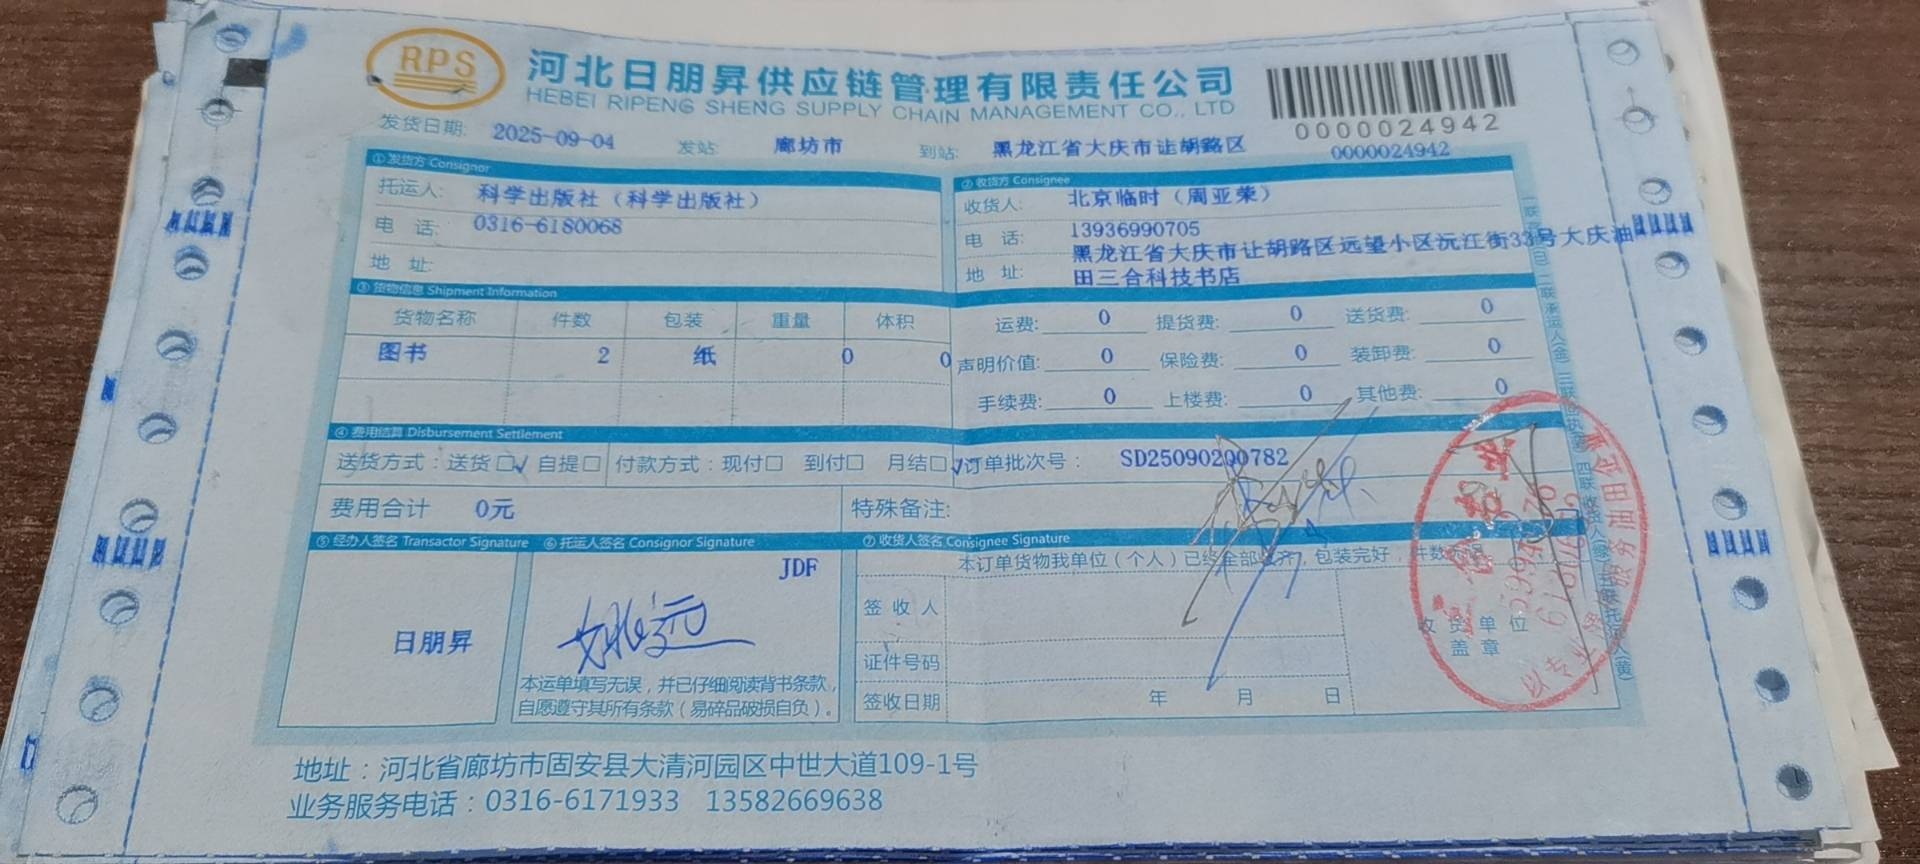 RPS
河北日朋昇供应链管理有限责任公司
HEBEI RIPENG SHENG SUPPLY CHAIN MANAGEMENT CO., LTD
0000024942
发货日期: 2025-09-04 发站: 廊坊市 到站: 黑龙江省大庆市让胡路区 0000024942
①发货方 Consignor
托运人: 科学出版社（科学出版社）
电 话: 0316-6180068
地 址:
②收货方 Consignee
收货人: 北京临时（周亚荣）
电 话: 13936990705
地 址: 黑龙江省大庆市让胡路区远望小区沅江街33号大庆油
田三合科技书店
③货物信息 Shipment Information
货物名称 件数 包装 重量 体积
图书 2 纸 0 0
运费: 0 提货费: 0 送货费: 0
声明价值: 0 保险费: 0 装卸费: 0
手续费: 0 上楼费: 0 其他费: 0
④费用结算 Disbursement Settlement
送货方式：送货□√ 自提□ 付款方式：现付□ 到付□ 月结□√ 订单批次号： SD25090200782
费用合计 0元 特殊备注:
⑤经办人签名 Transactor Signature
日朋昇
⑥托运人签名 Consignor Signature
JDF
本运单填写无误，并已仔细阅读背书条款，
自愿遵守其所有条款（易碎品破损自负）。
⑦收货人签名 Consignee Signature
本订单货物我单位（个人）已经全部收齐，包装完好，件数
签 收 人
证件号码
签收日期 年 月 日
收 货 单 位
盖 章
地址：河北省廊坊市固安县大清河园区中世大道109-1号
业务服务电话：0316-6171933 13582669638